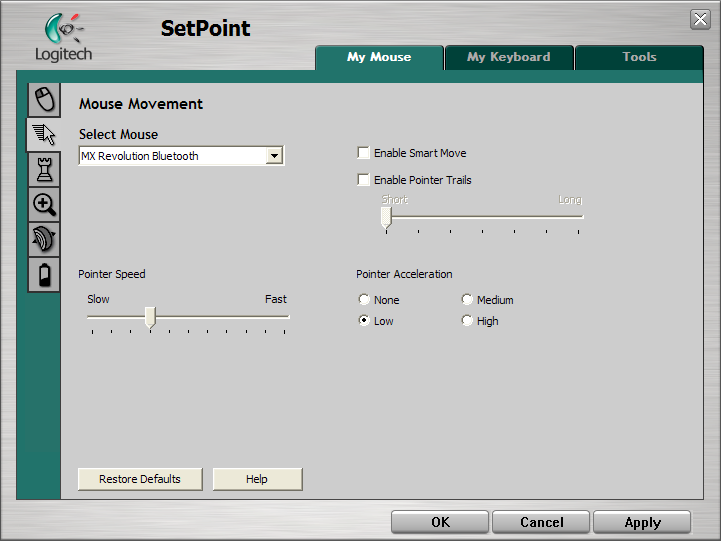 Logitech
SetPoint
My Mouse
My Keyboard
Tools
Mouse Movement
Select Mouse
MX Revolution Bluetooth
Enable Smart Move
Enable Pointer Trails
Short Long
Pointer Speed
Slow Fast
Pointer Acceleration
None Medium
Low High
Restore Defaults
Help
OK
Cancel
Apply